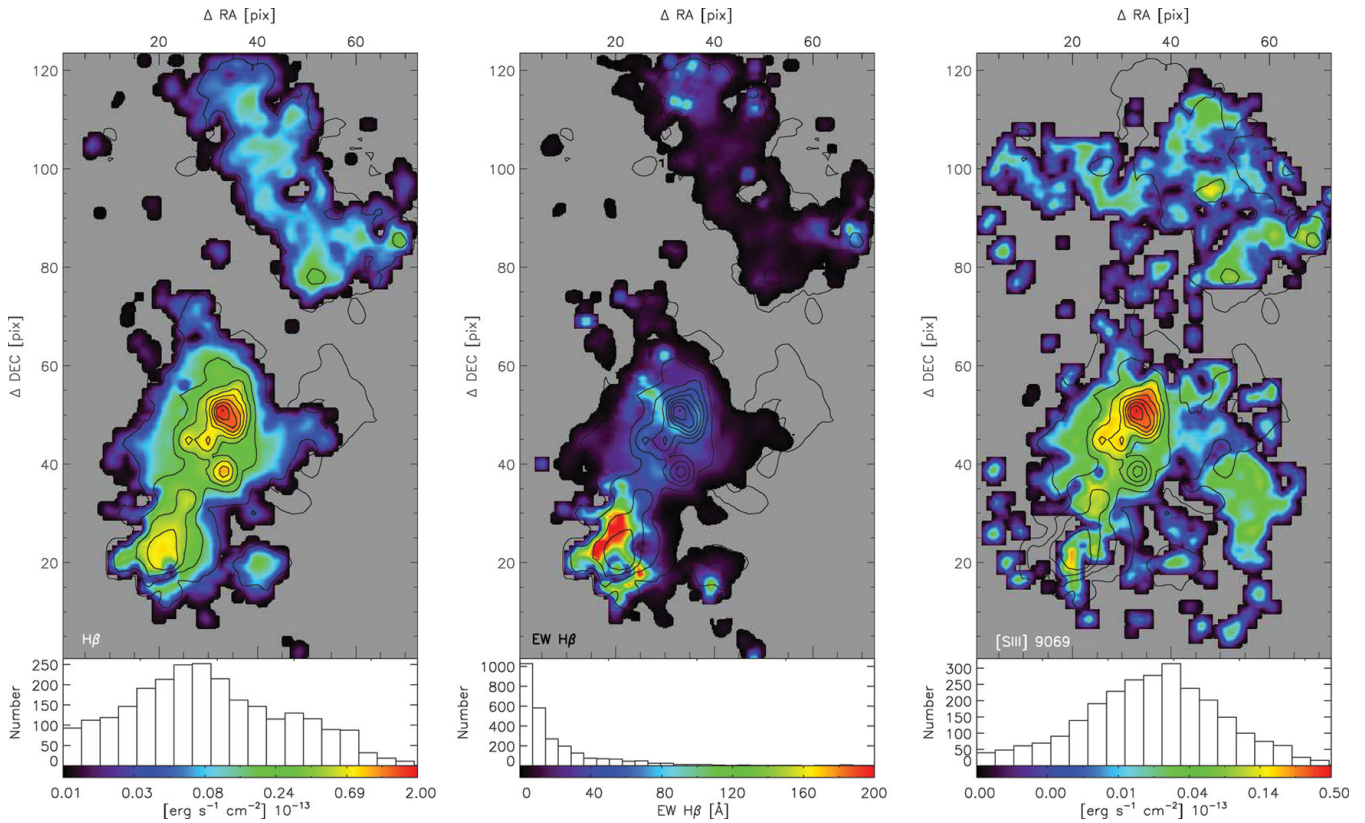 Δ RA [pix] Δ RA [pix] Δ RA [pix]
20 40 60 20 40 60 20 40 60
120 120 120
100 100 100
80 80 80
Δ DEC [pix] Δ DEC [pix] Δ DEC [pix]
60 60 60
40 40 40
20 20 20
Hβ EW Hβ [SIII] 9069
250 200 150 100 50 0
Number
0.01 0.03 0.08 0.24 0.69 2.00
[erg s⁻¹ cm⁻²] 10⁻¹³
1000 800 600 400 200 0
Number
0 40 80 120 160 200
EW Hβ [Å]
300 250 200 150 100 50 0
Number
0.00 0.00 0.01 0.04 0.14 0.50
[erg s⁻¹ cm⁻²] 10⁻¹³